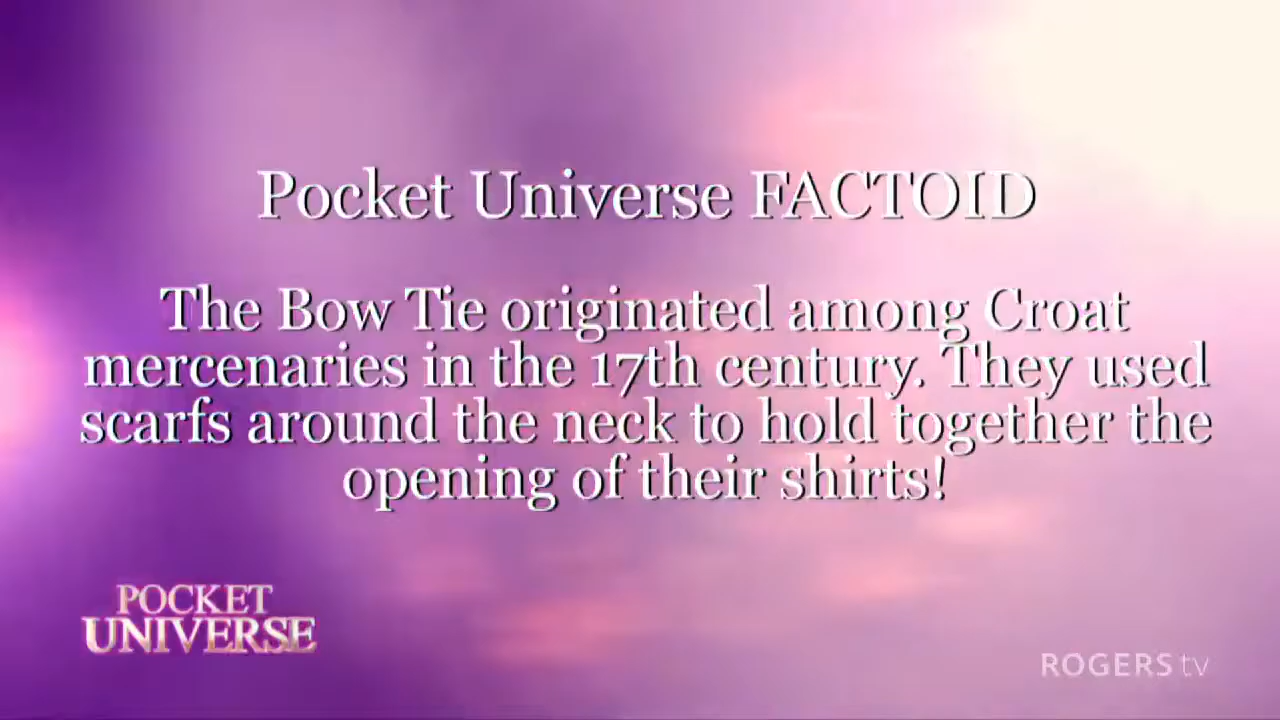 Pocket Universe FACTOID
The Bow Tie originated among Croat
mercenaries in the 17th century. They used
scarfs around the neck to hold together the
opening of their shirts!
POCKET
UNIVERSE
ROGERS tv